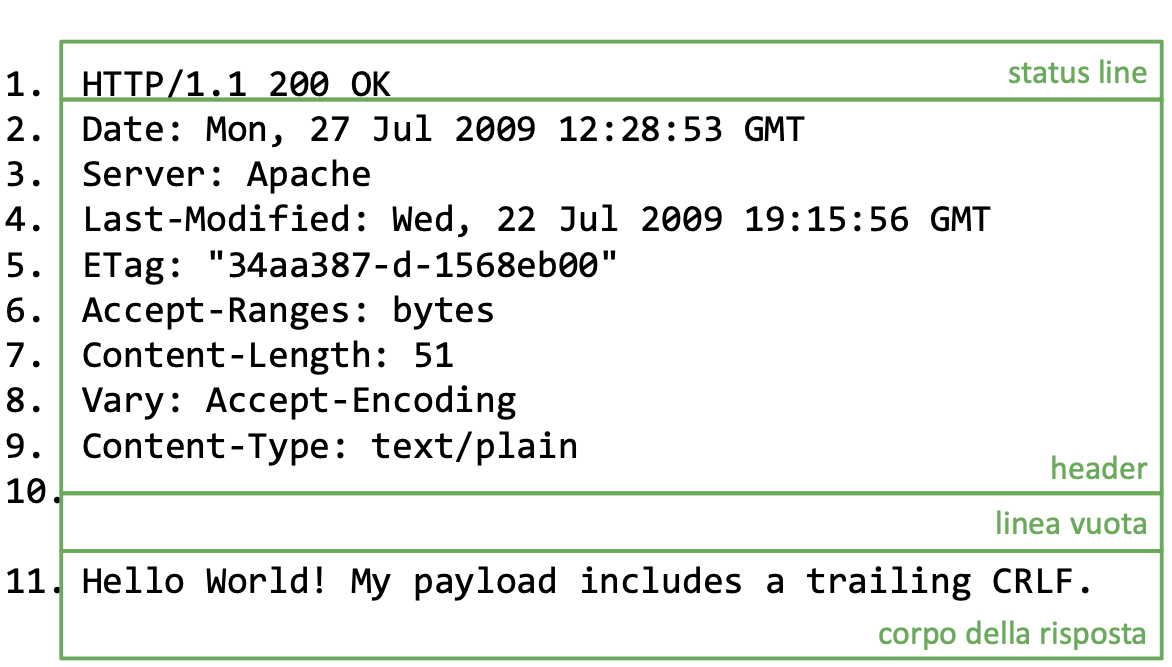 status line
1. HTTP/1.1 200 OK
2. Date: Mon, 27 Jul 2009 12:28:53 GMT
3. Server: Apache
4. Last-Modified: Wed, 22 Jul 2009 19:15:56 GMT
5. ETag: "34aa387-d-1568eb00"
6. Accept-Ranges: bytes
7. Content-Length: 51
8. Vary: Accept-Encoding
9. Content-Type: text/plain
header
10.
linea vuota
11. Hello World! My payload includes a trailing CRLF.
corpo della risposta